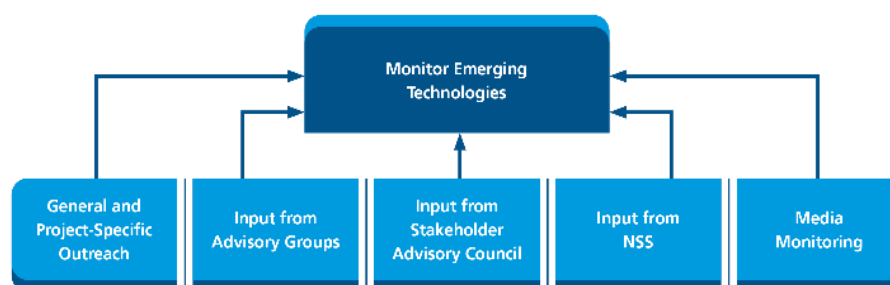 Monitor Emerging
Technologies
General and
Project-Specific
Outreach
Input from
Advisory Groups
Input from
Stakeholder
Advisory Council
Input from
NSS
Media
Monitoring